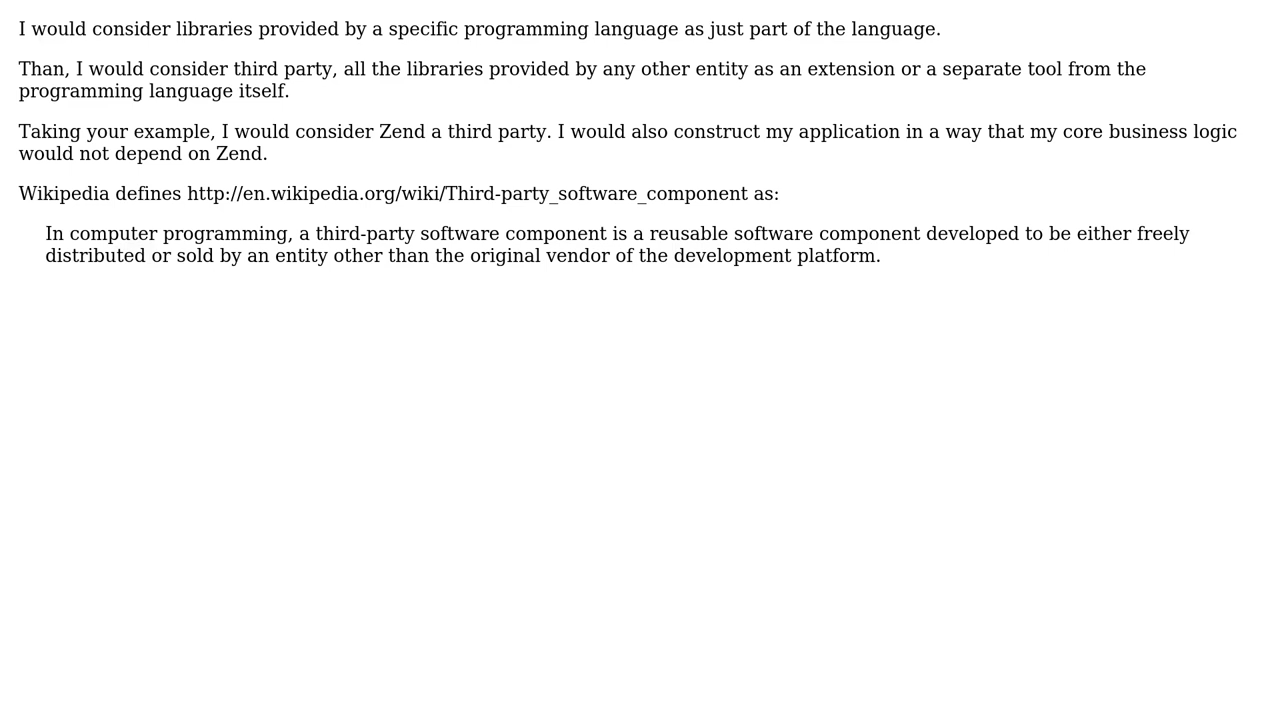 I would consider libraries provided by a specific programming language as just part of the language.
Than, I would consider third party, all the libraries provided by any other entity as an extension or a separate tool from the
programming language itself.
Taking your example, I would consider Zend a third party. I would also construct my application in a way that my core business logic
would not depend on Zend.
Wikipedia defines http://en.wikipedia.org/wiki/Third-party_software_component as:
In computer programming, a third-party software component is a reusable software component developed to be either freely
distributed or sold by an entity other than the original vendor of the development platform.